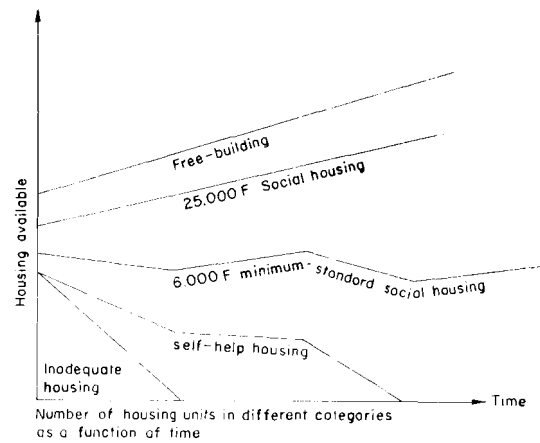 Housing available
Free-building
25.000 F Social housing
6.000 F minimum-standard social housing
self-help housing
Inadequate
housing
Time
Number of housing units in different categories
as a function of time